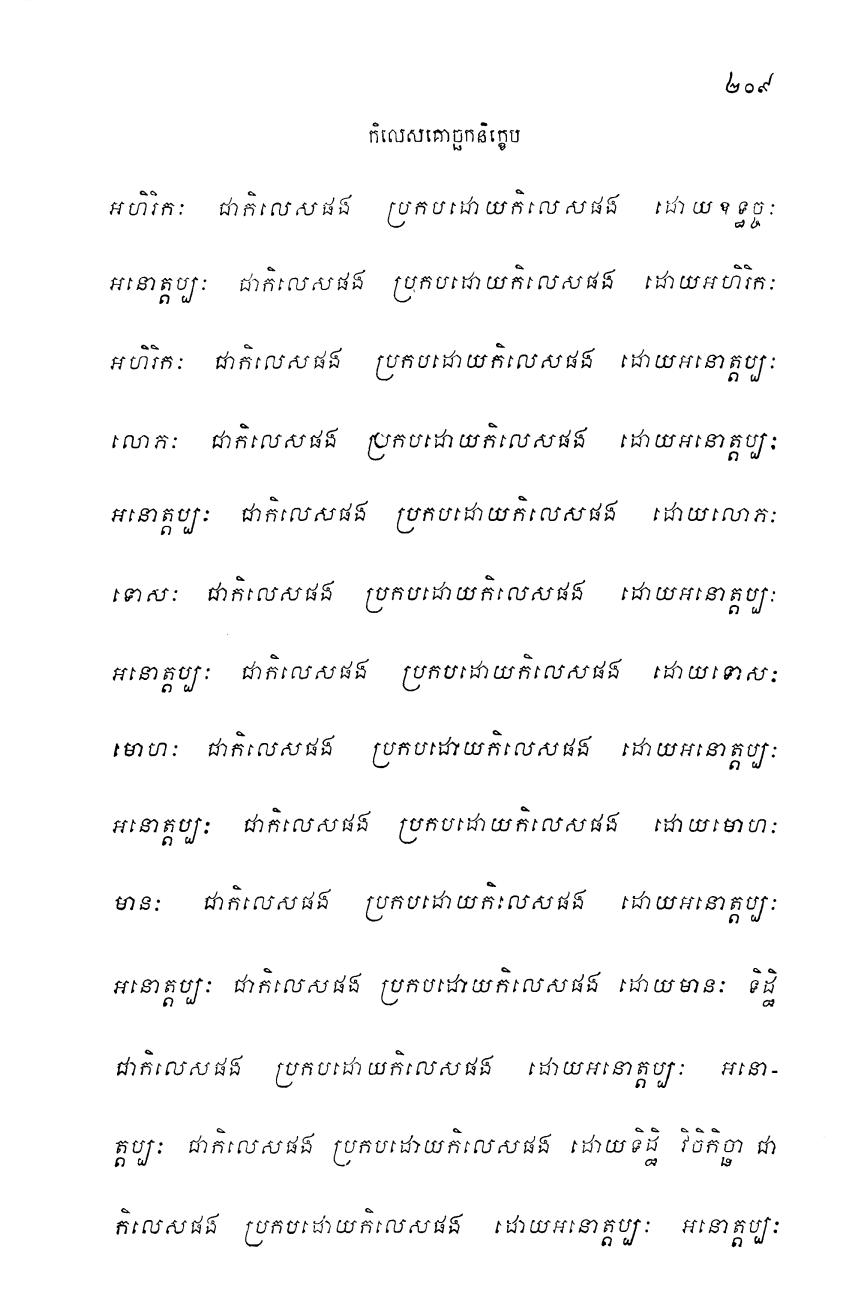 ២០៩
កិលេសគោច្ឆកនិក្ខេប
អហិរិកៈ ជាកិលេសផង ប្រកបដោយកិលេសផង ដោយឧទ្ធច្ចៈ
អនោត្តប្បៈ ជាកិលេសផង ប្រកបដោយកិលេសផង ដោយអហិរិកៈ
អហិរិកៈ ជាកិលេសផង ប្រកបដោយកិលេសផង ដោយអនោត្តប្បៈ
លោភៈ ជាកិលេសផង ប្រកបដោយកិលេសផង ដោយអនោត្តប្បៈ
អនោត្តប្បៈ ជាកិលេសផង ប្រកបដោយកិលេសផង ដោយលោភៈ
ទោសៈ ជាកិលេសផង ប្រកបដោយកិលេសផង ដោយអនោត្តប្បៈ
អនោត្តប្បៈ ជាកិលេសផង ប្រកបដោយកិលេសផង ដោយទោសៈ
មោហៈ ជាកិលេសផង ប្រកបដោយកិលេសផង ដោយអនោត្តប្បៈ
អនោត្តប្បៈ ជាកិលេសផង ប្រកបដោយកិលេសផង ដោយមោហៈ
មានៈ ជាកិលេសផង ប្រកបដោយកិលេសផង ដោយអនោត្តប្បៈ
អនោត្តប្បៈ ជាកិលេសផង ប្រកបដោយកិលេសផង ដោយមានៈ ទិដ្ឋិ
ជាកិលេសផង ប្រកបដោយកិលេសផង ដោយអនោត្តប្បៈ អនោ-
ត្តប្បៈ ជាកិលេសផង ប្រកបដោយកិលេសផង ដោយទិដ្ឋិ វិចិកិច្ឆា ជា
កិលេសផង ប្រកបដោយកិលេសផង ដោយអនោត្តប្បៈ អនោត្តប្បៈ